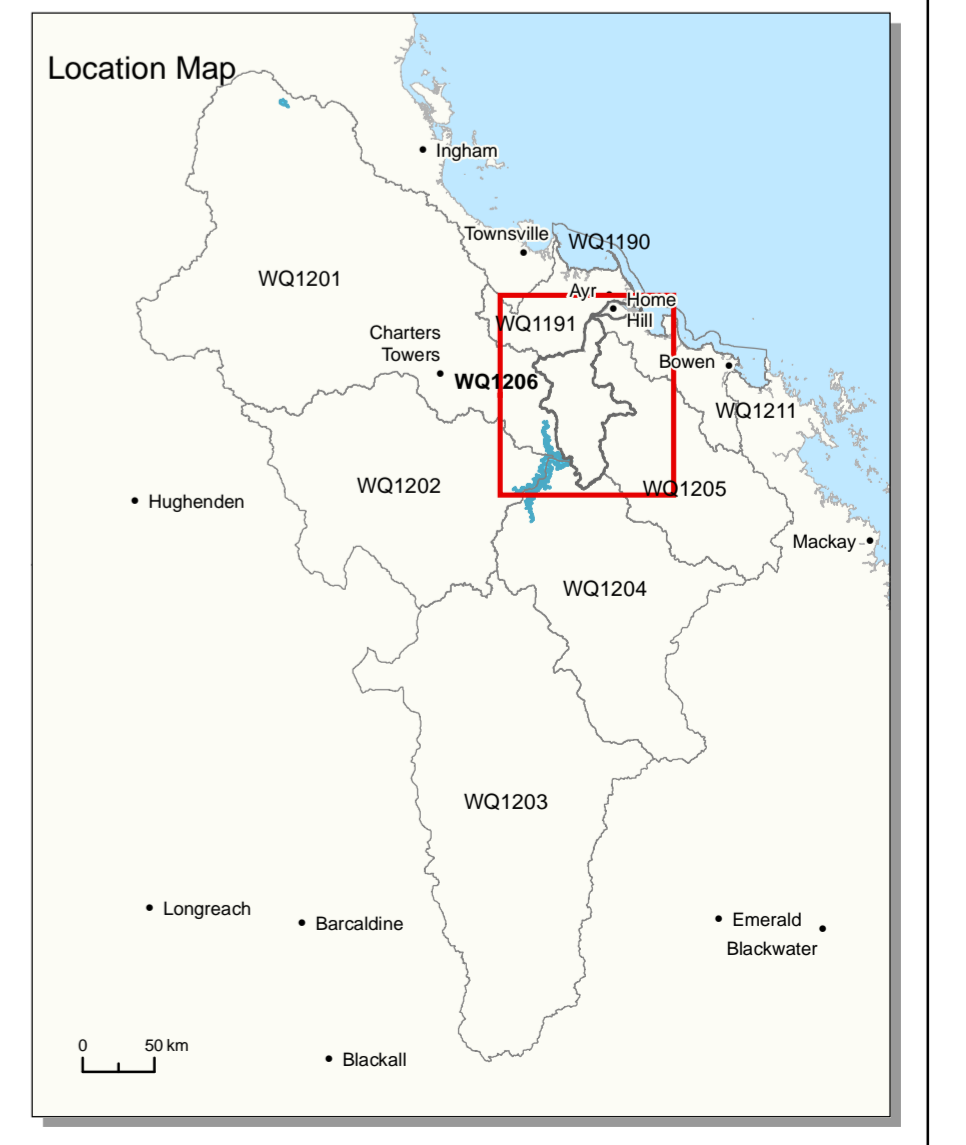 Location Map
Ingham
Townsville
WQ1190
WQ1201
Ayr
Home
Hill
WQ1191
Charters
Towers
WQ1206
Bowen
WQ1211
WQ1202
WQ1205
Hughenden
Mackay
WQ1204
WQ1203
Longreach
Barcaldine
Emerald
Blackwater
0 50 km
Blackall